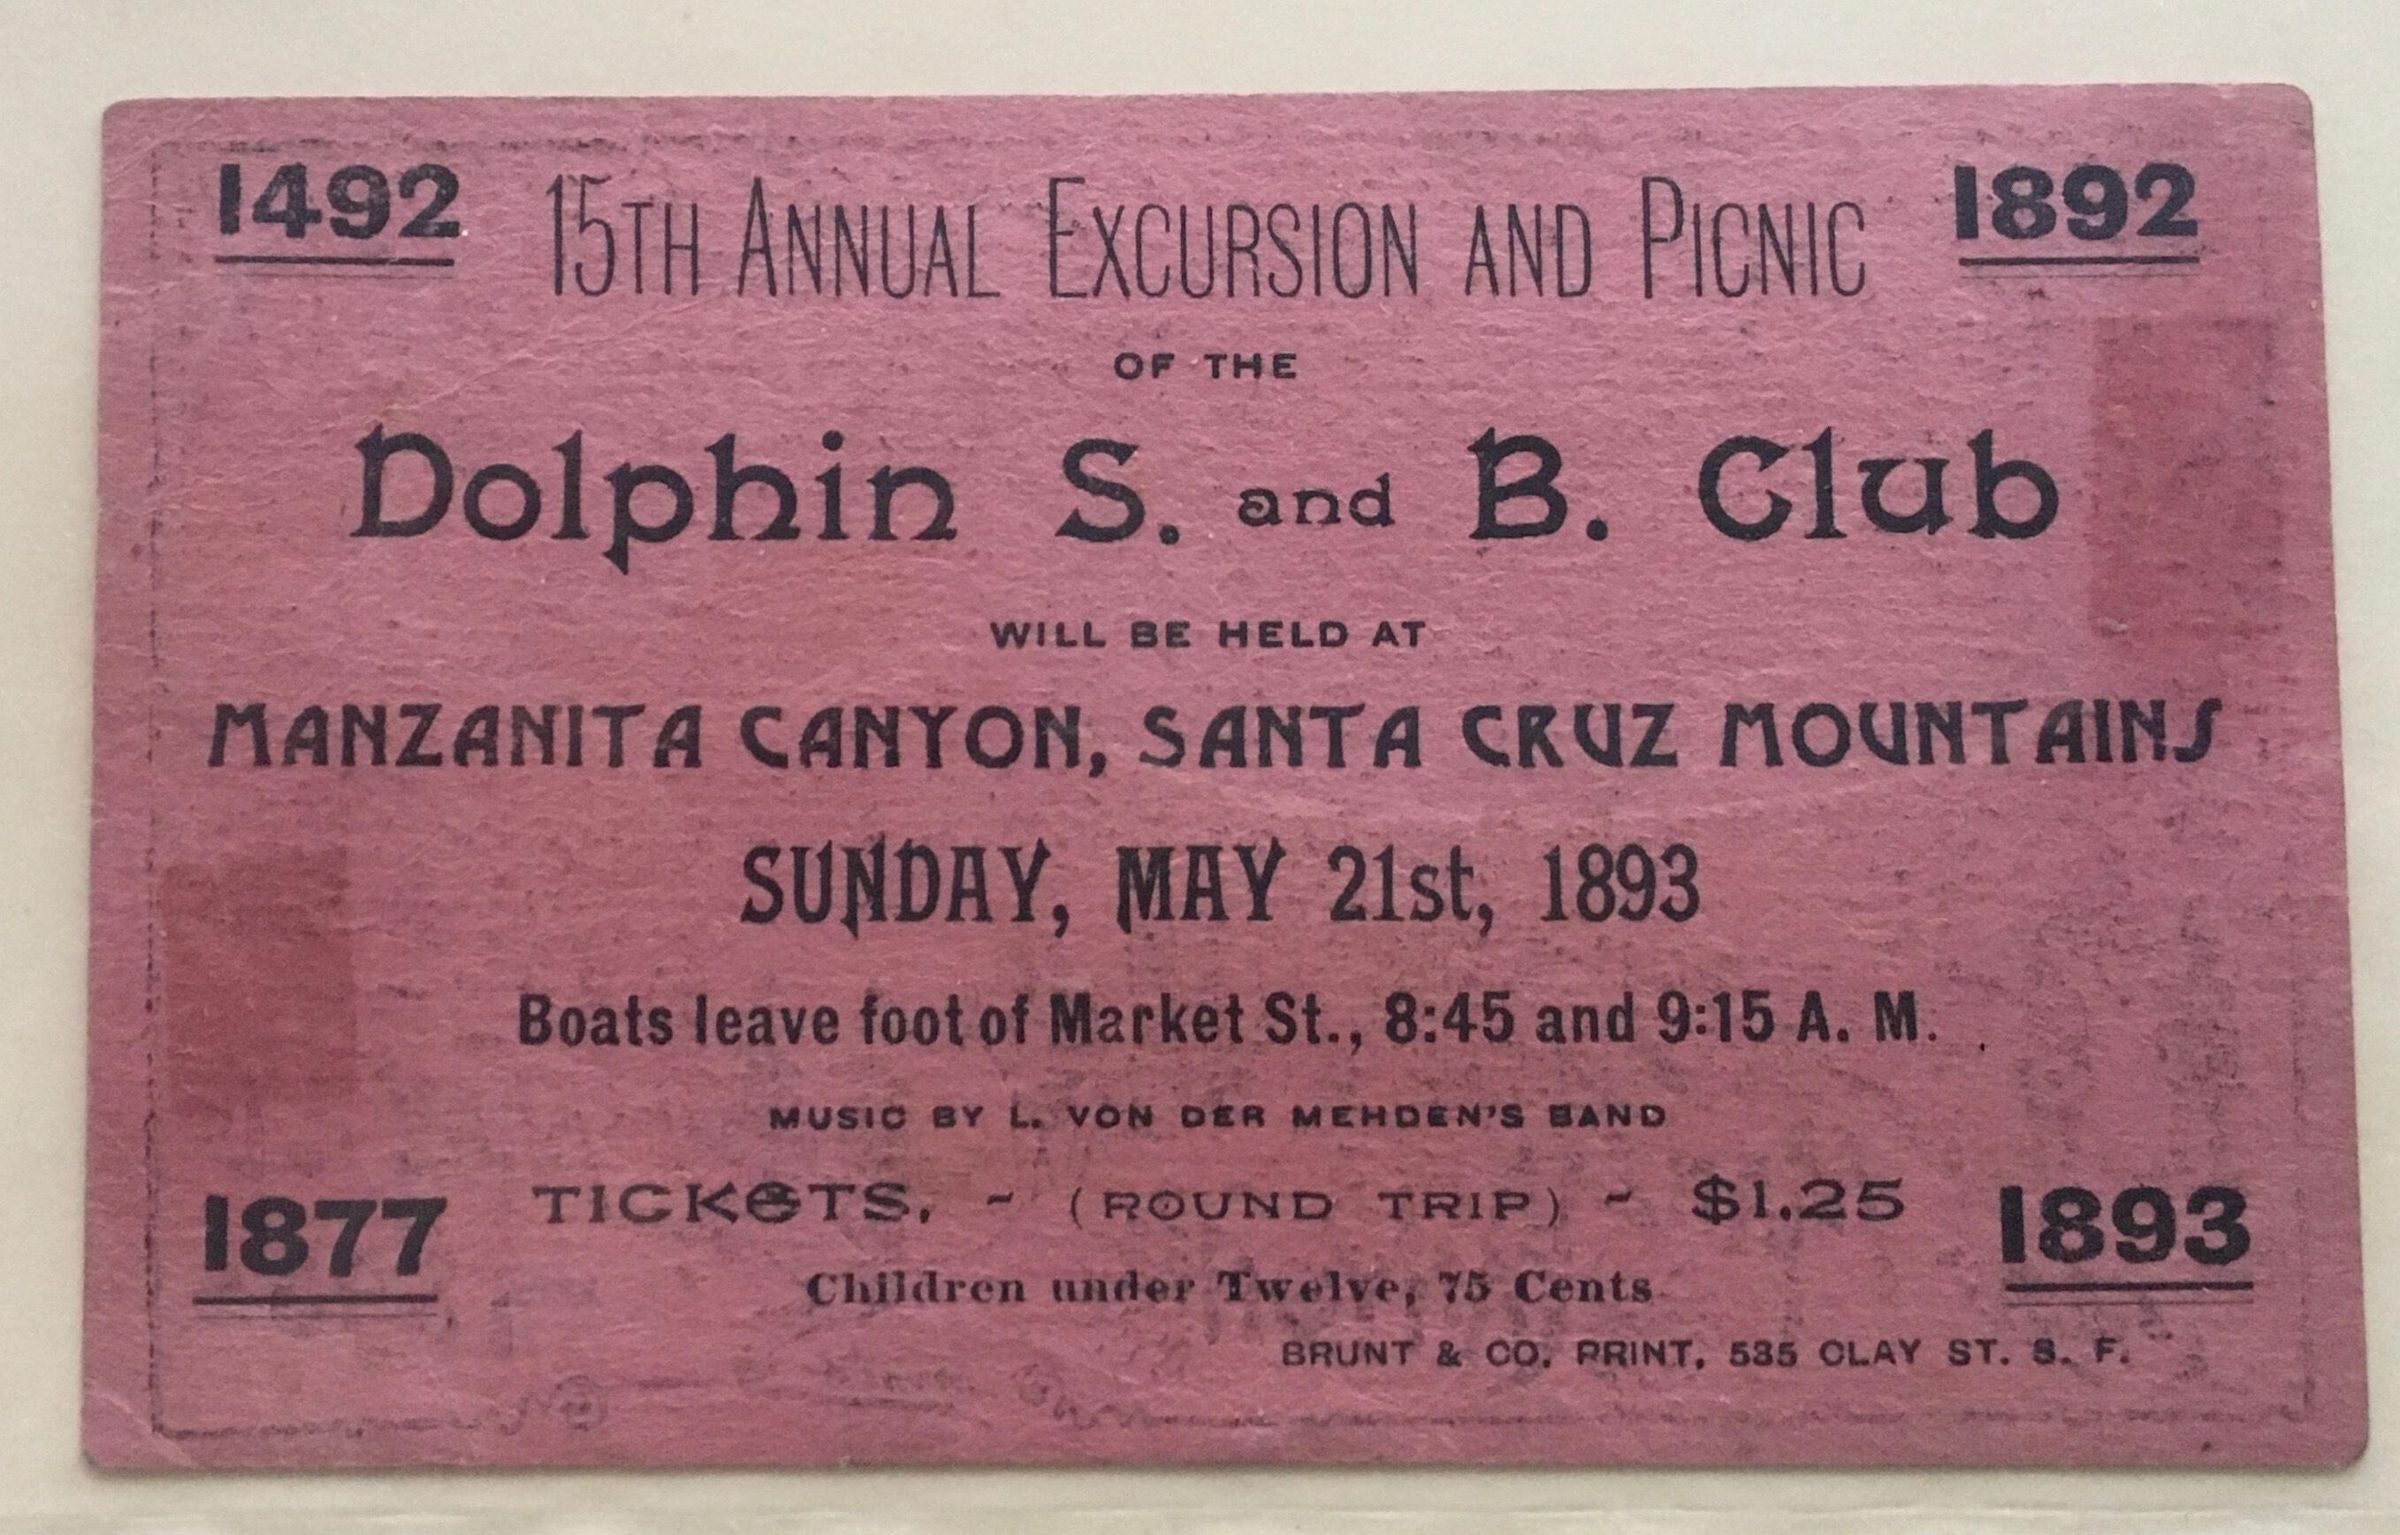 1492 15TH ANNUAL EXCURSION AND PICNIC 1892
OF THE
Dolphin S. and B. Club
WILL BE HELD AT
MANZANITA CANYON, SANTA CRUZ MOUNTAINS
SUNDAY, MAY 21st, 1893
Boats leave foot of Market St., 8:45 and 9:15 A. M.
MUSIC BY L. VON DER MEHDEN'S BAND
1877 TICKETS. - (ROUND TRIP) - $1.25 1893
Children under Twelve, 75 Cents
BRUNT & CO. PRINT, 535 CLAY ST. S. F.